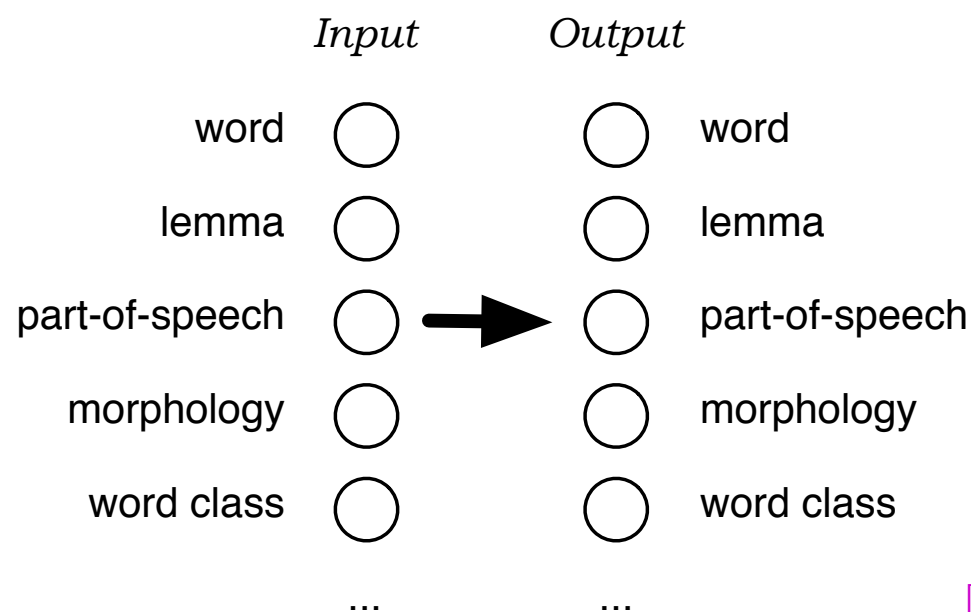 Input Output
word word
lemma lemma
part-of-speech part-of-speech
morphology morphology
word class word class
... ...